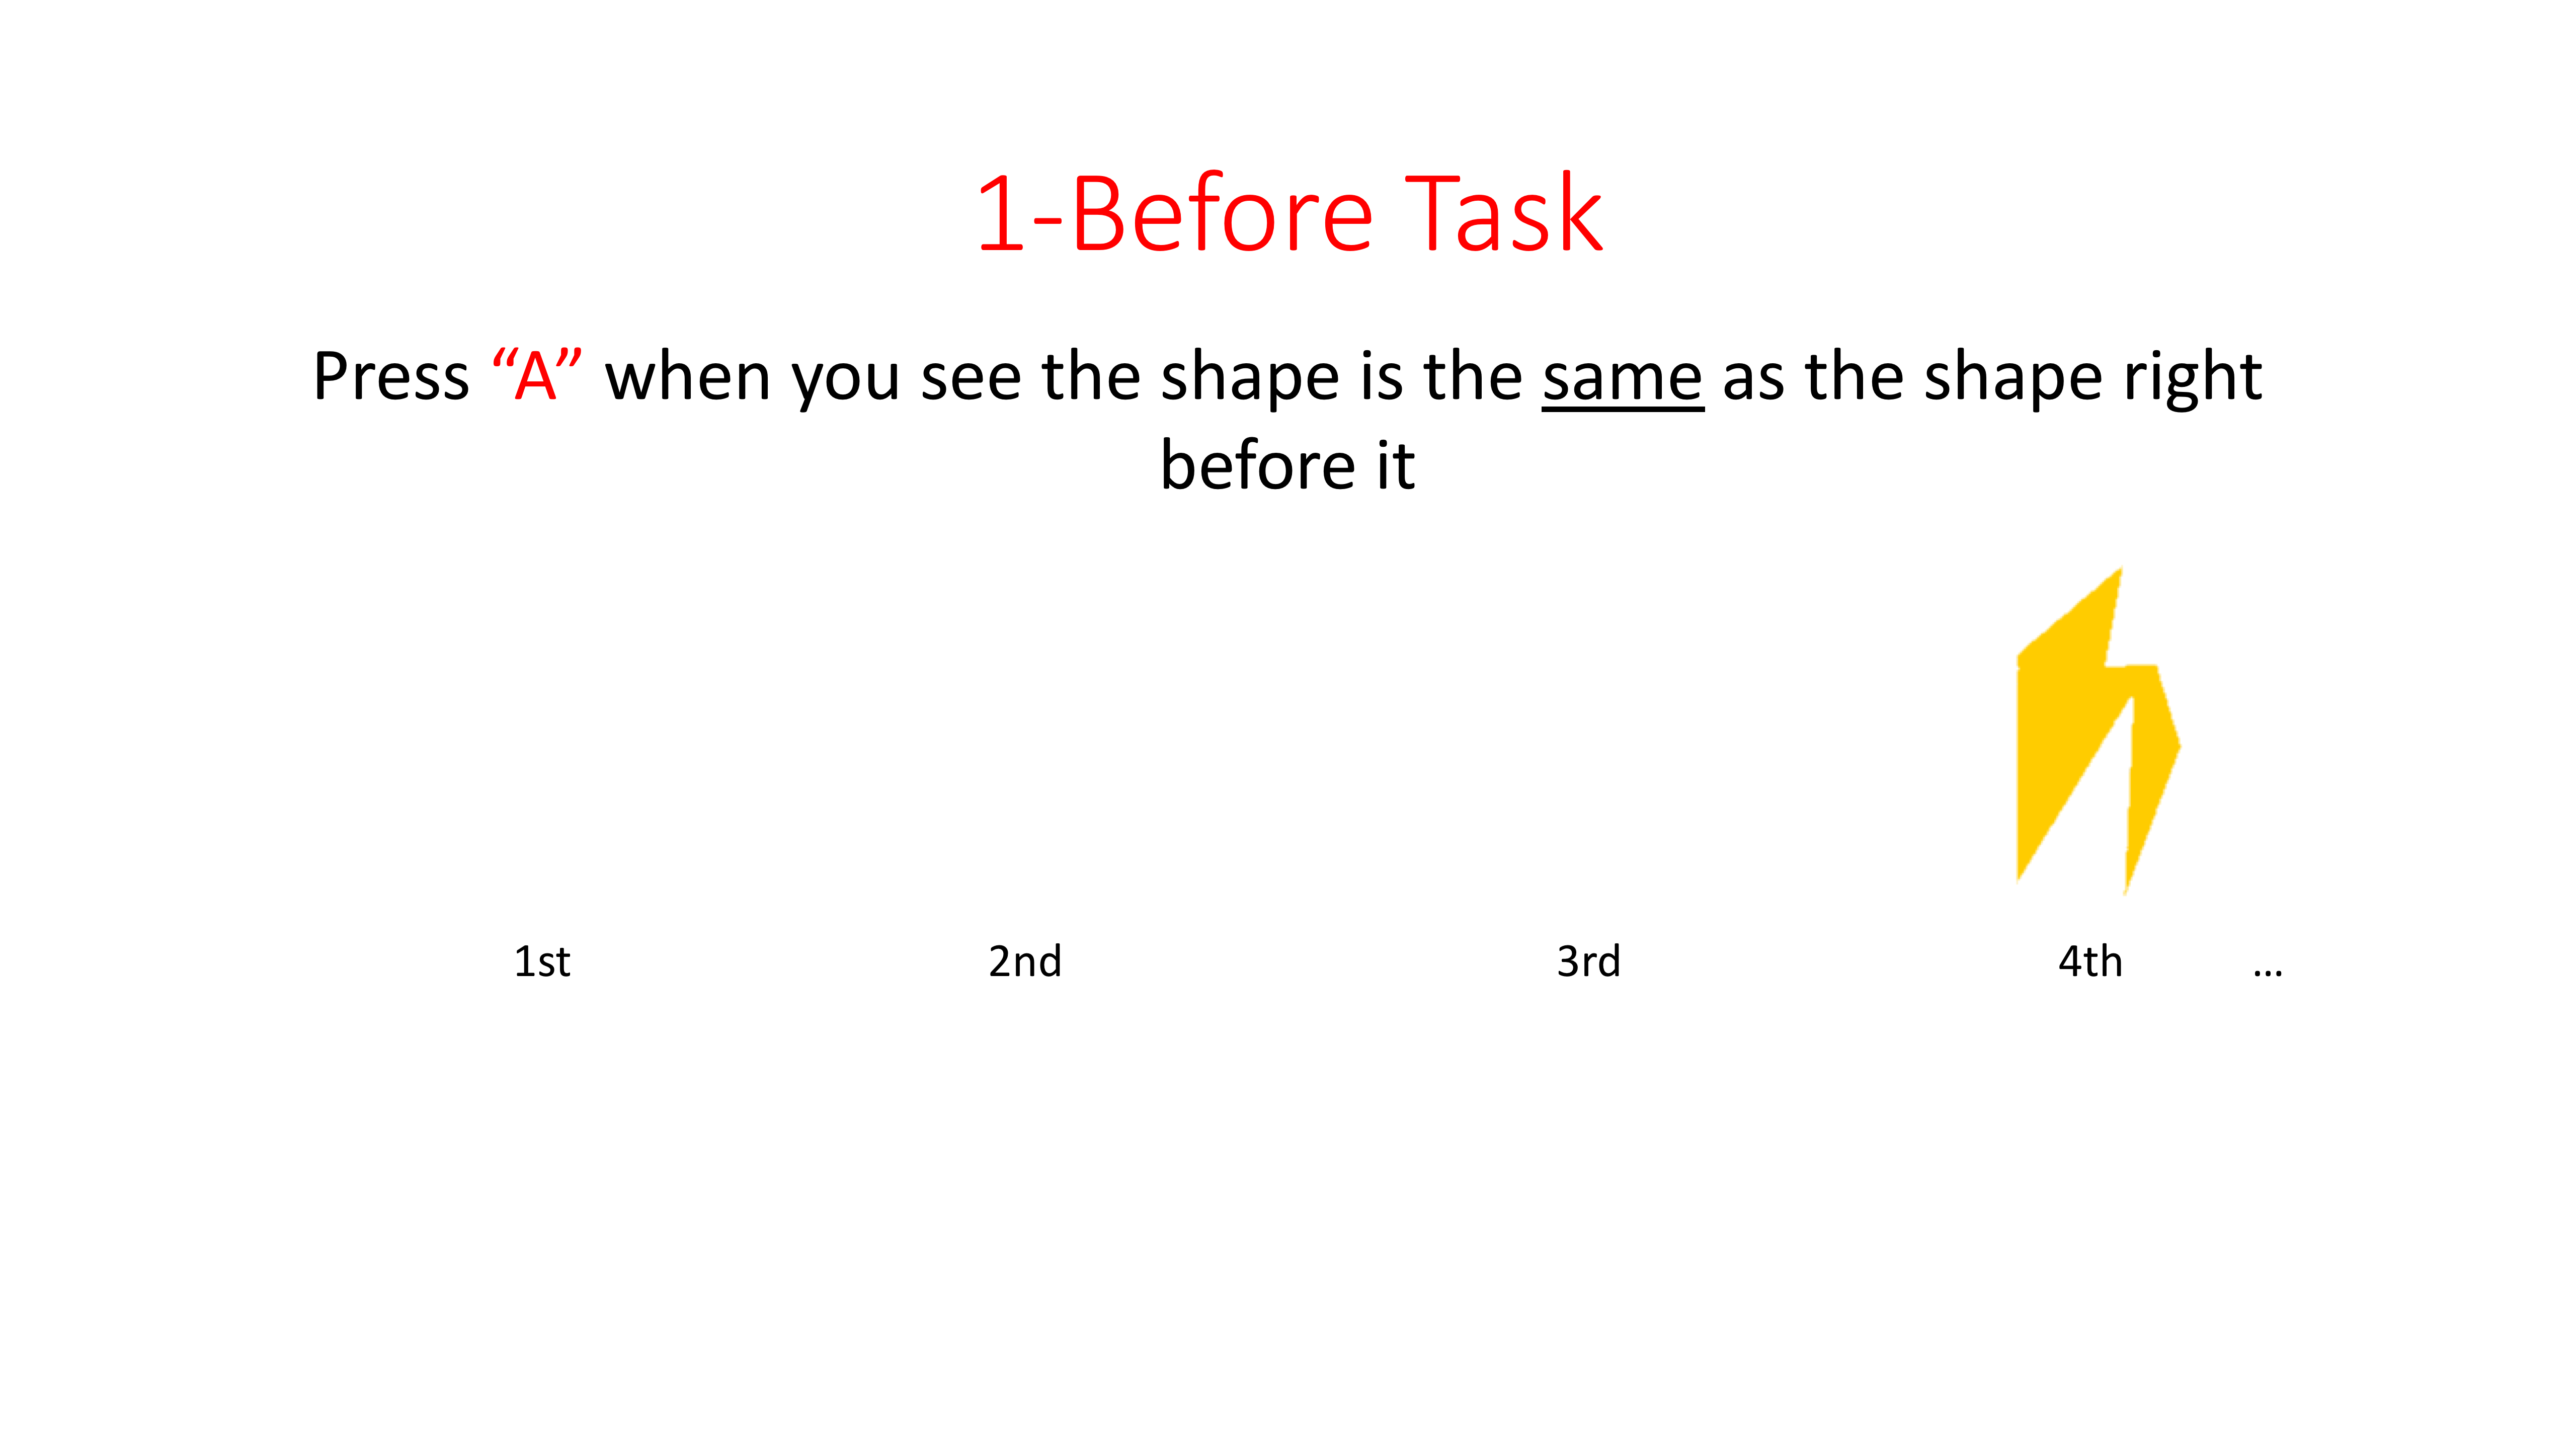 1-Before Task
Press “A” when you see the shape is the same as the shape right
before it
1st 2nd 3rd 4th ...